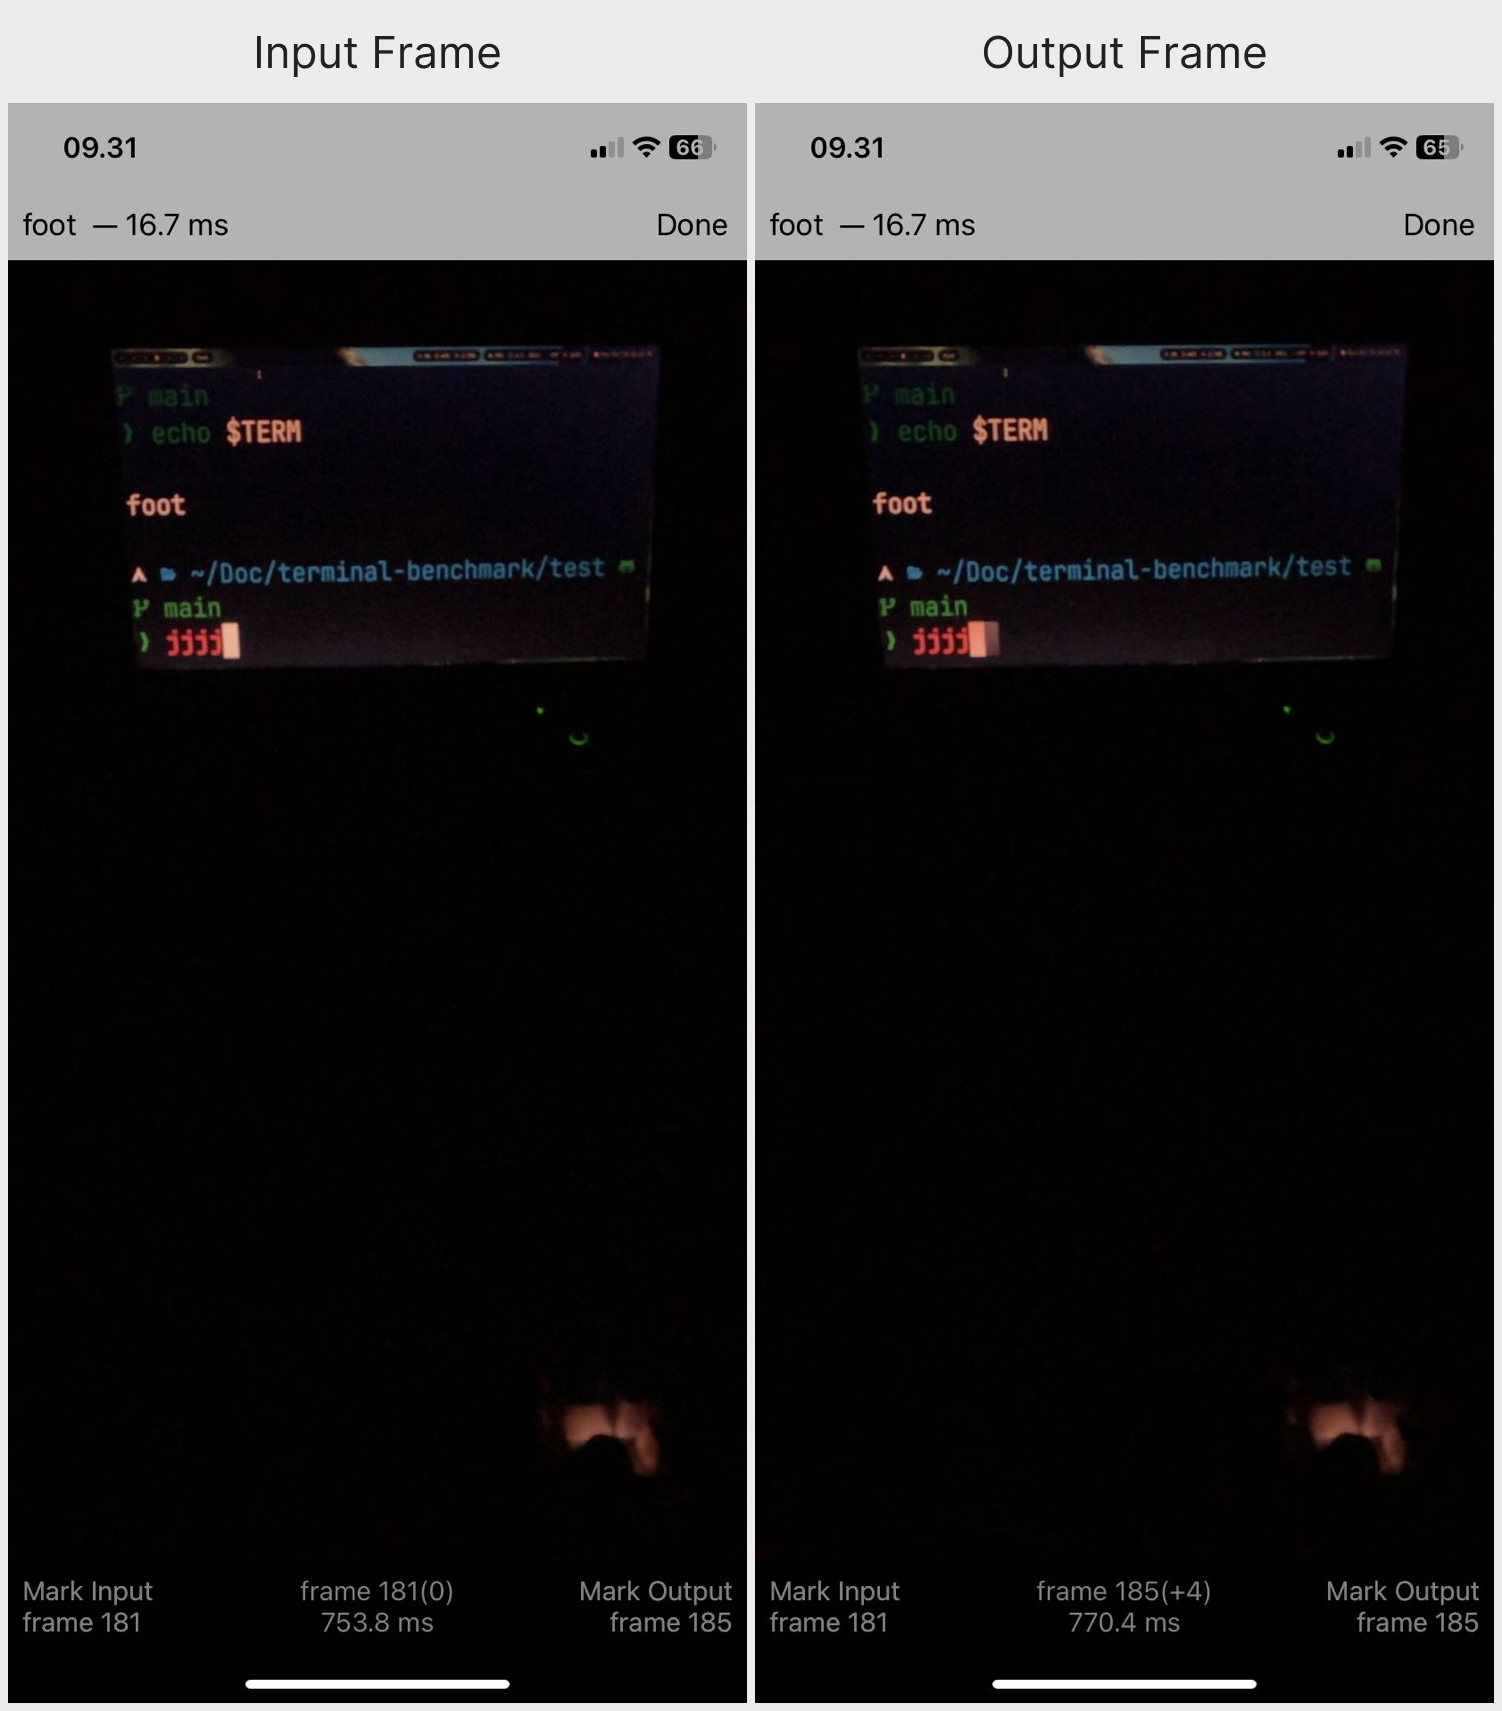 Input Frame
Output Frame
09.31
66
foot — 16.7 ms
Done
main
❯ echo $TERM
foot
~/Doc/terminal-benchmark/test
main
❯ jjjj
Mark Input
frame 181
frame 181(0)
753.8 ms
Mark Output
frame 185
09.31
65
foot — 16.7 ms
Done
main
❯ echo $TERM
foot
~/Doc/terminal-benchmark/test
main
❯ jjjj
Mark Input
frame 181
frame 185(+4)
770.4 ms
Mark Output
frame 185